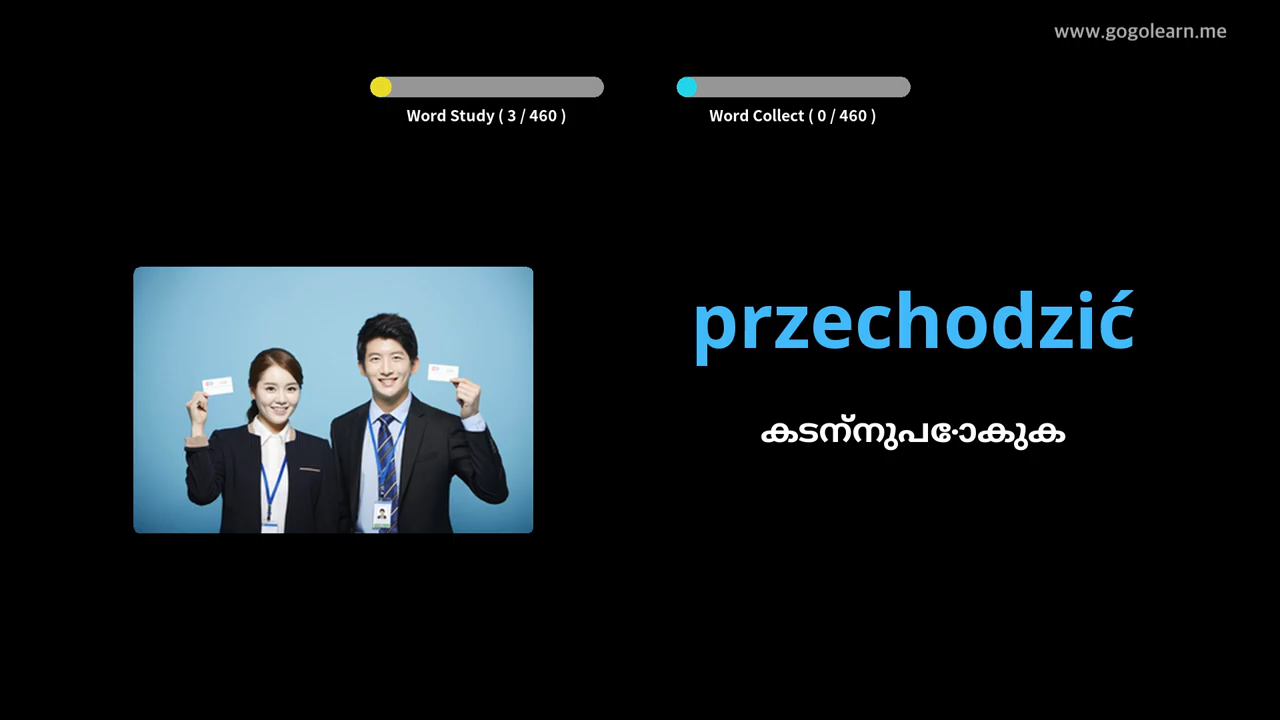 www.gogolearn.me
Word Study ( 3 / 460 )
Word Collect ( 0 / 460 )
przechodzić
കടന്നുപോകുക